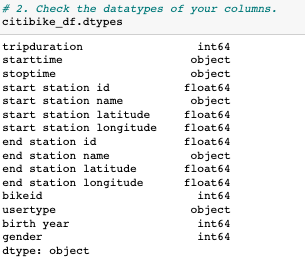 # 2. Check the datatypes of your columns.
citibike_df.dtypes
tripduration int64
starttime object
stoptime object
start station id float64
start station name object
start station latitude float64
start station longitude float64
end station id float64
end station name object
end station latitude float64
end station longitude float64
bikeid int64
usertype object
birth year int64
gender int64
dtype: object